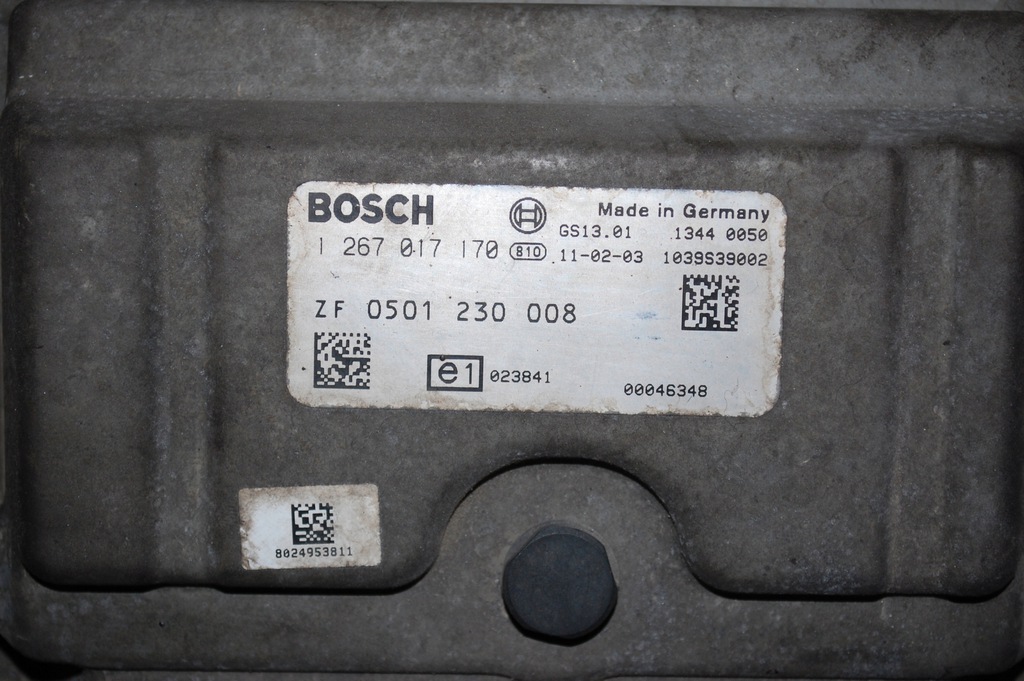 BOSCH Made in Germany
GS13.01 1344 0050
1 267 017 170 810 11-02-03 1039S39002
ZF 0501 230 008
e1 023841
00046348
8024953811